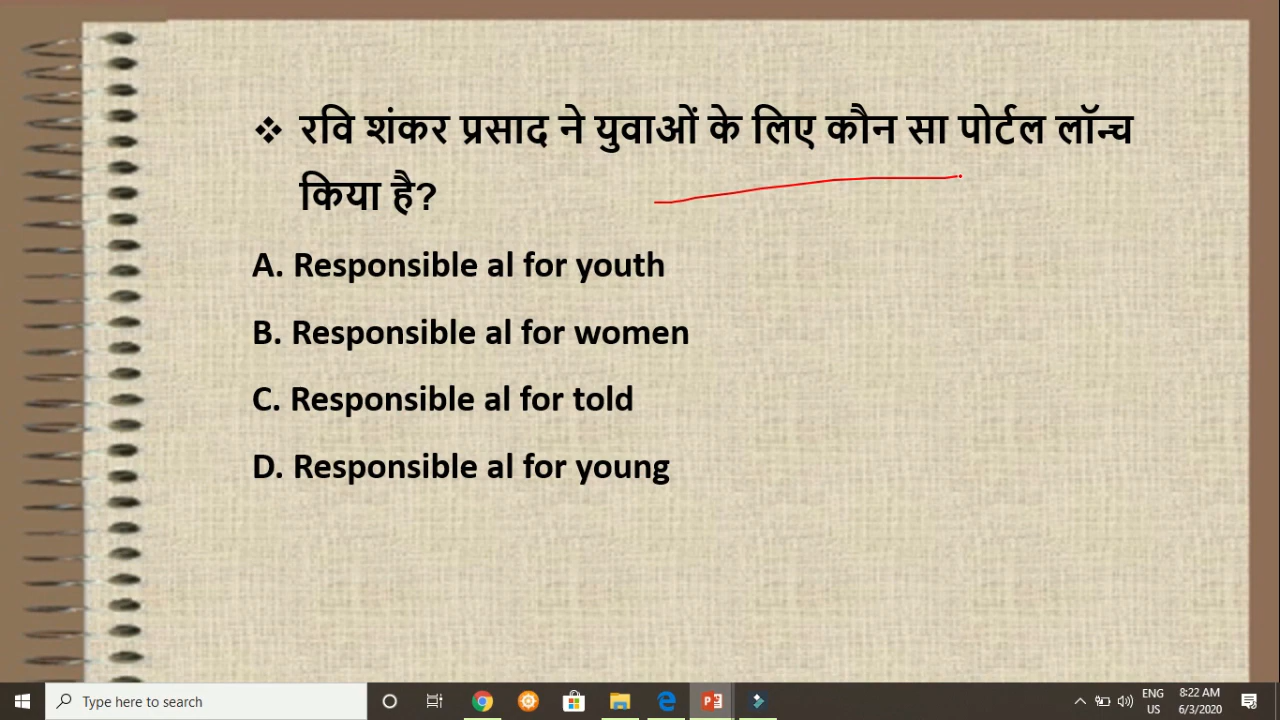 ❖ रवि शंकर प्रसाद ने युवाओं के लिए कौन सा पोर्टल लॉन्च
किया है?
A. Responsible al for youth
B. Responsible al for women
C. Responsible al for told
D. Responsible al for young
Type here to search
ENG
US
8:22 AM
6/3/2020